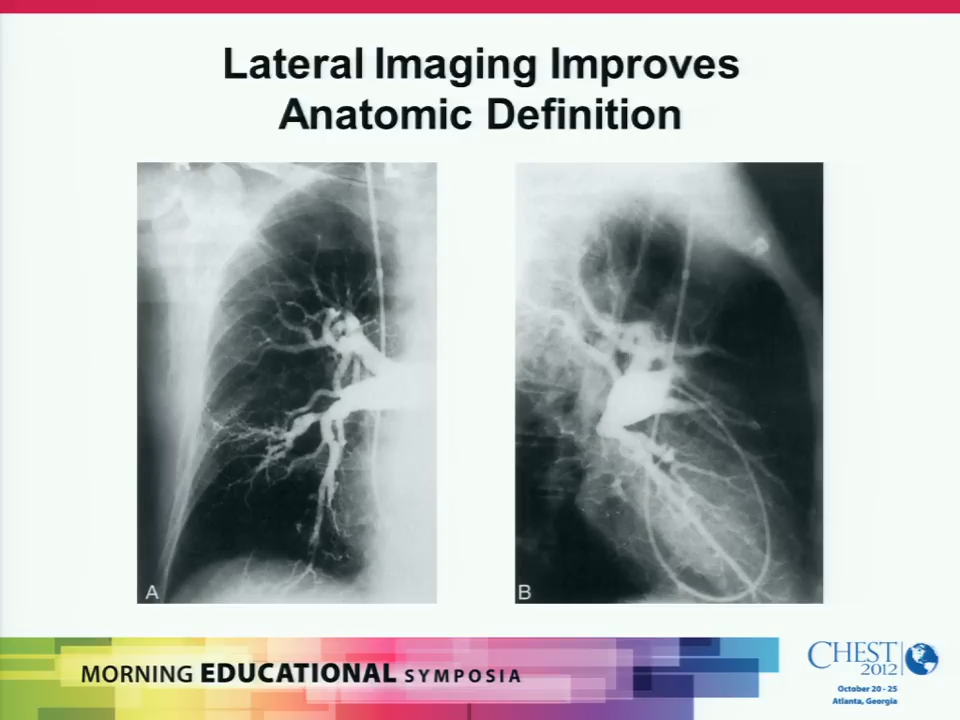 Lateral Imaging Improves
Anatomic Definition
A
B
MORNING EDUCATIONAL SYMPOSIA
CHEST
2012
October 20 - 25
Atlanta, Georgia